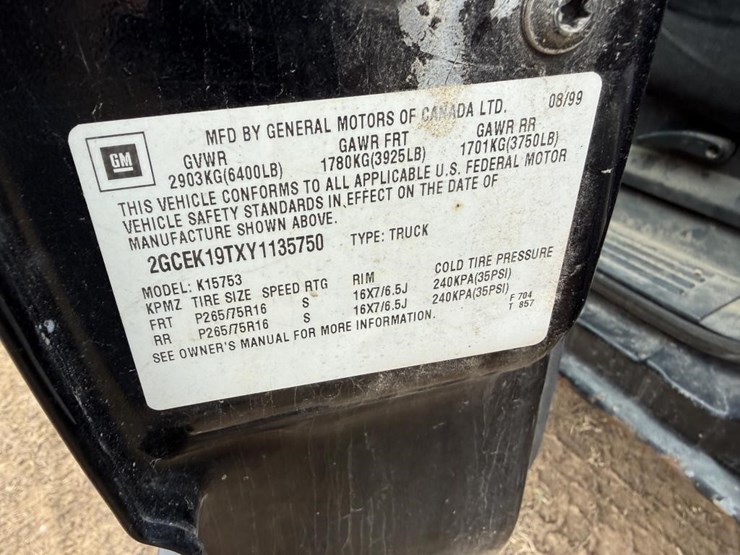 MFD BY GENERAL MOTORS OF CANADA LTD. 08/99
GM
GVWR GAWR FRT GAWR RR
2903KG(6400LB) 1780KG(3925LB) 1701KG(3750LB)
THIS VEHICLE CONFORMS TO ALL APPLICABLE U.S. FEDERAL MOTOR
VEHICLE SAFETY STANDARDS IN EFFECT ON THE DATE OF
MANUFACTURE SHOWN ABOVE.
2GCEK19TXY1135750 TYPE: TRUCK
MODEL: K15753
KPMZ TIRE SIZE SPEED RTG RIM COLD TIRE PRESSURE
FRT P265/75R16 S 16X7/6.5J 240KPA(35PSI)
RR P265/75R16 S 16X7/6.5J 240KPA(35PSI)
F 704
T 857
SEE OWNER'S MANUAL FOR MORE INFORMATION.